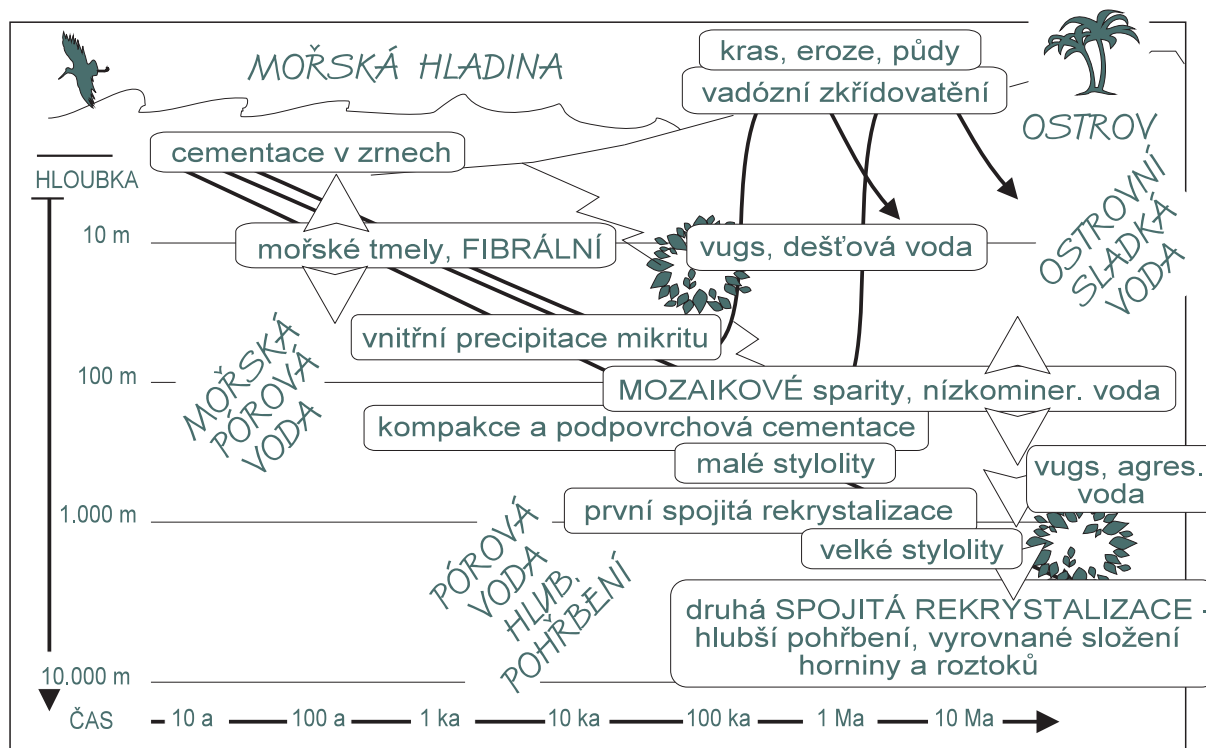 MOŘSKÁ HLADINA
kras, eroze, půdy
vadózní zkřídovatění
OSTROV
cementace v zrnech
HLOUBKA
OSTROVNÍ
SLADKÁ
VODA
10 m
mořské tmely, FIBRÁLNÍ
vugs, dešťová voda
vnitřní precipitace mikritu
MOŘSKÁ
PÓROVÁ
VODA
100 m
MOZAIKOVÉ sparity, nízkominer. voda
kompakce a podpovrchová cementace
malé stylolity
vugs, agres.
voda
první spojitá rekrystalizace
1.000 m
velké stylolity
PÓROVÁ
VODA
HLUB.
POHŘBENÍ
druhá SPOJITÁ REKRYSTALIZACE -
hlubší pohřbení, vyrovnané složení
horniny a roztoků
10.000 m
ČAS 10 a 100 a 1 ka 10 ka 100 ka 1 Ma 10 Ma